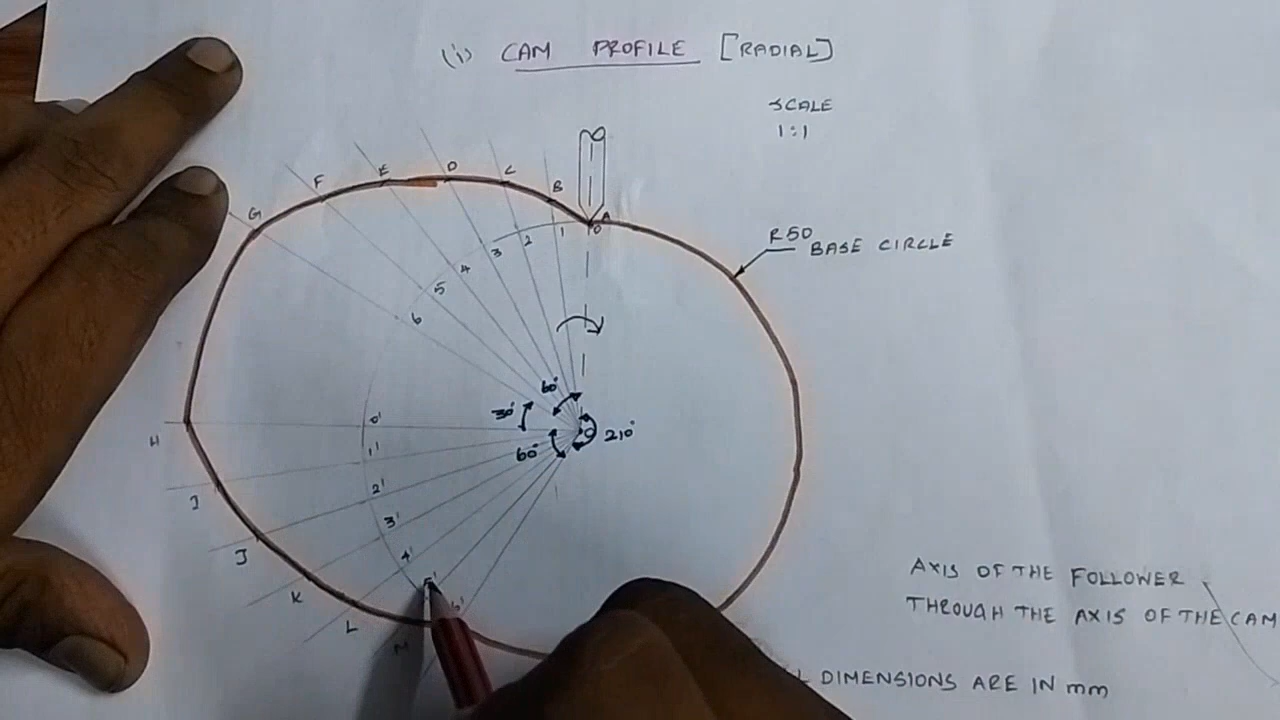 (i) CAM PROFILE [RADIAL]
SCALE
1:1
R50
BASE CIRCLE
A
B
C
D
E
F
G
H
I
J
K
L
M
0
1
2
3
4
5
6
0'
1'
2'
3'
4'
5'
6'
60°
30°
60°
210°
O
AXIS OF THE FOLLOWER
THROUGH THE AXIS OF THE CAM
DIMENSIONS ARE IN mm